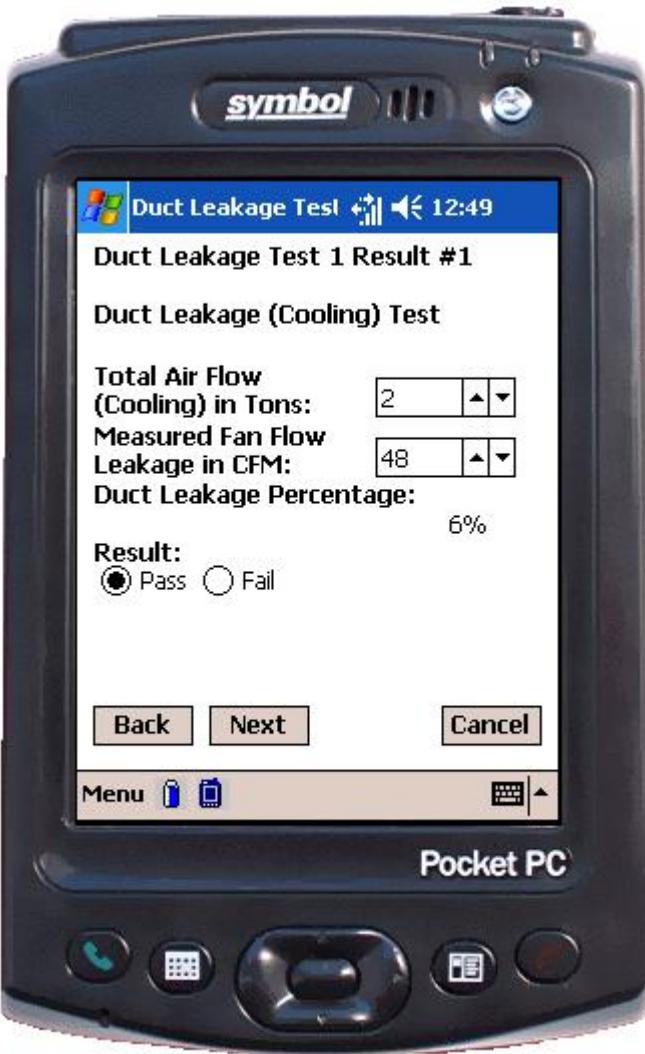 symbol
Duct Leakage Test 12:49
Duct Leakage Test 1 Result #1
Duct Leakage (Cooling) Test
Total Air Flow
(Cooling) in Tons:
2
Measured Fan Flow
Leakage in CFM:
48
Duct Leakage Percentage:
6%
Result:
Pass Fail
Back Next Cancel
Menu
Pocket PC